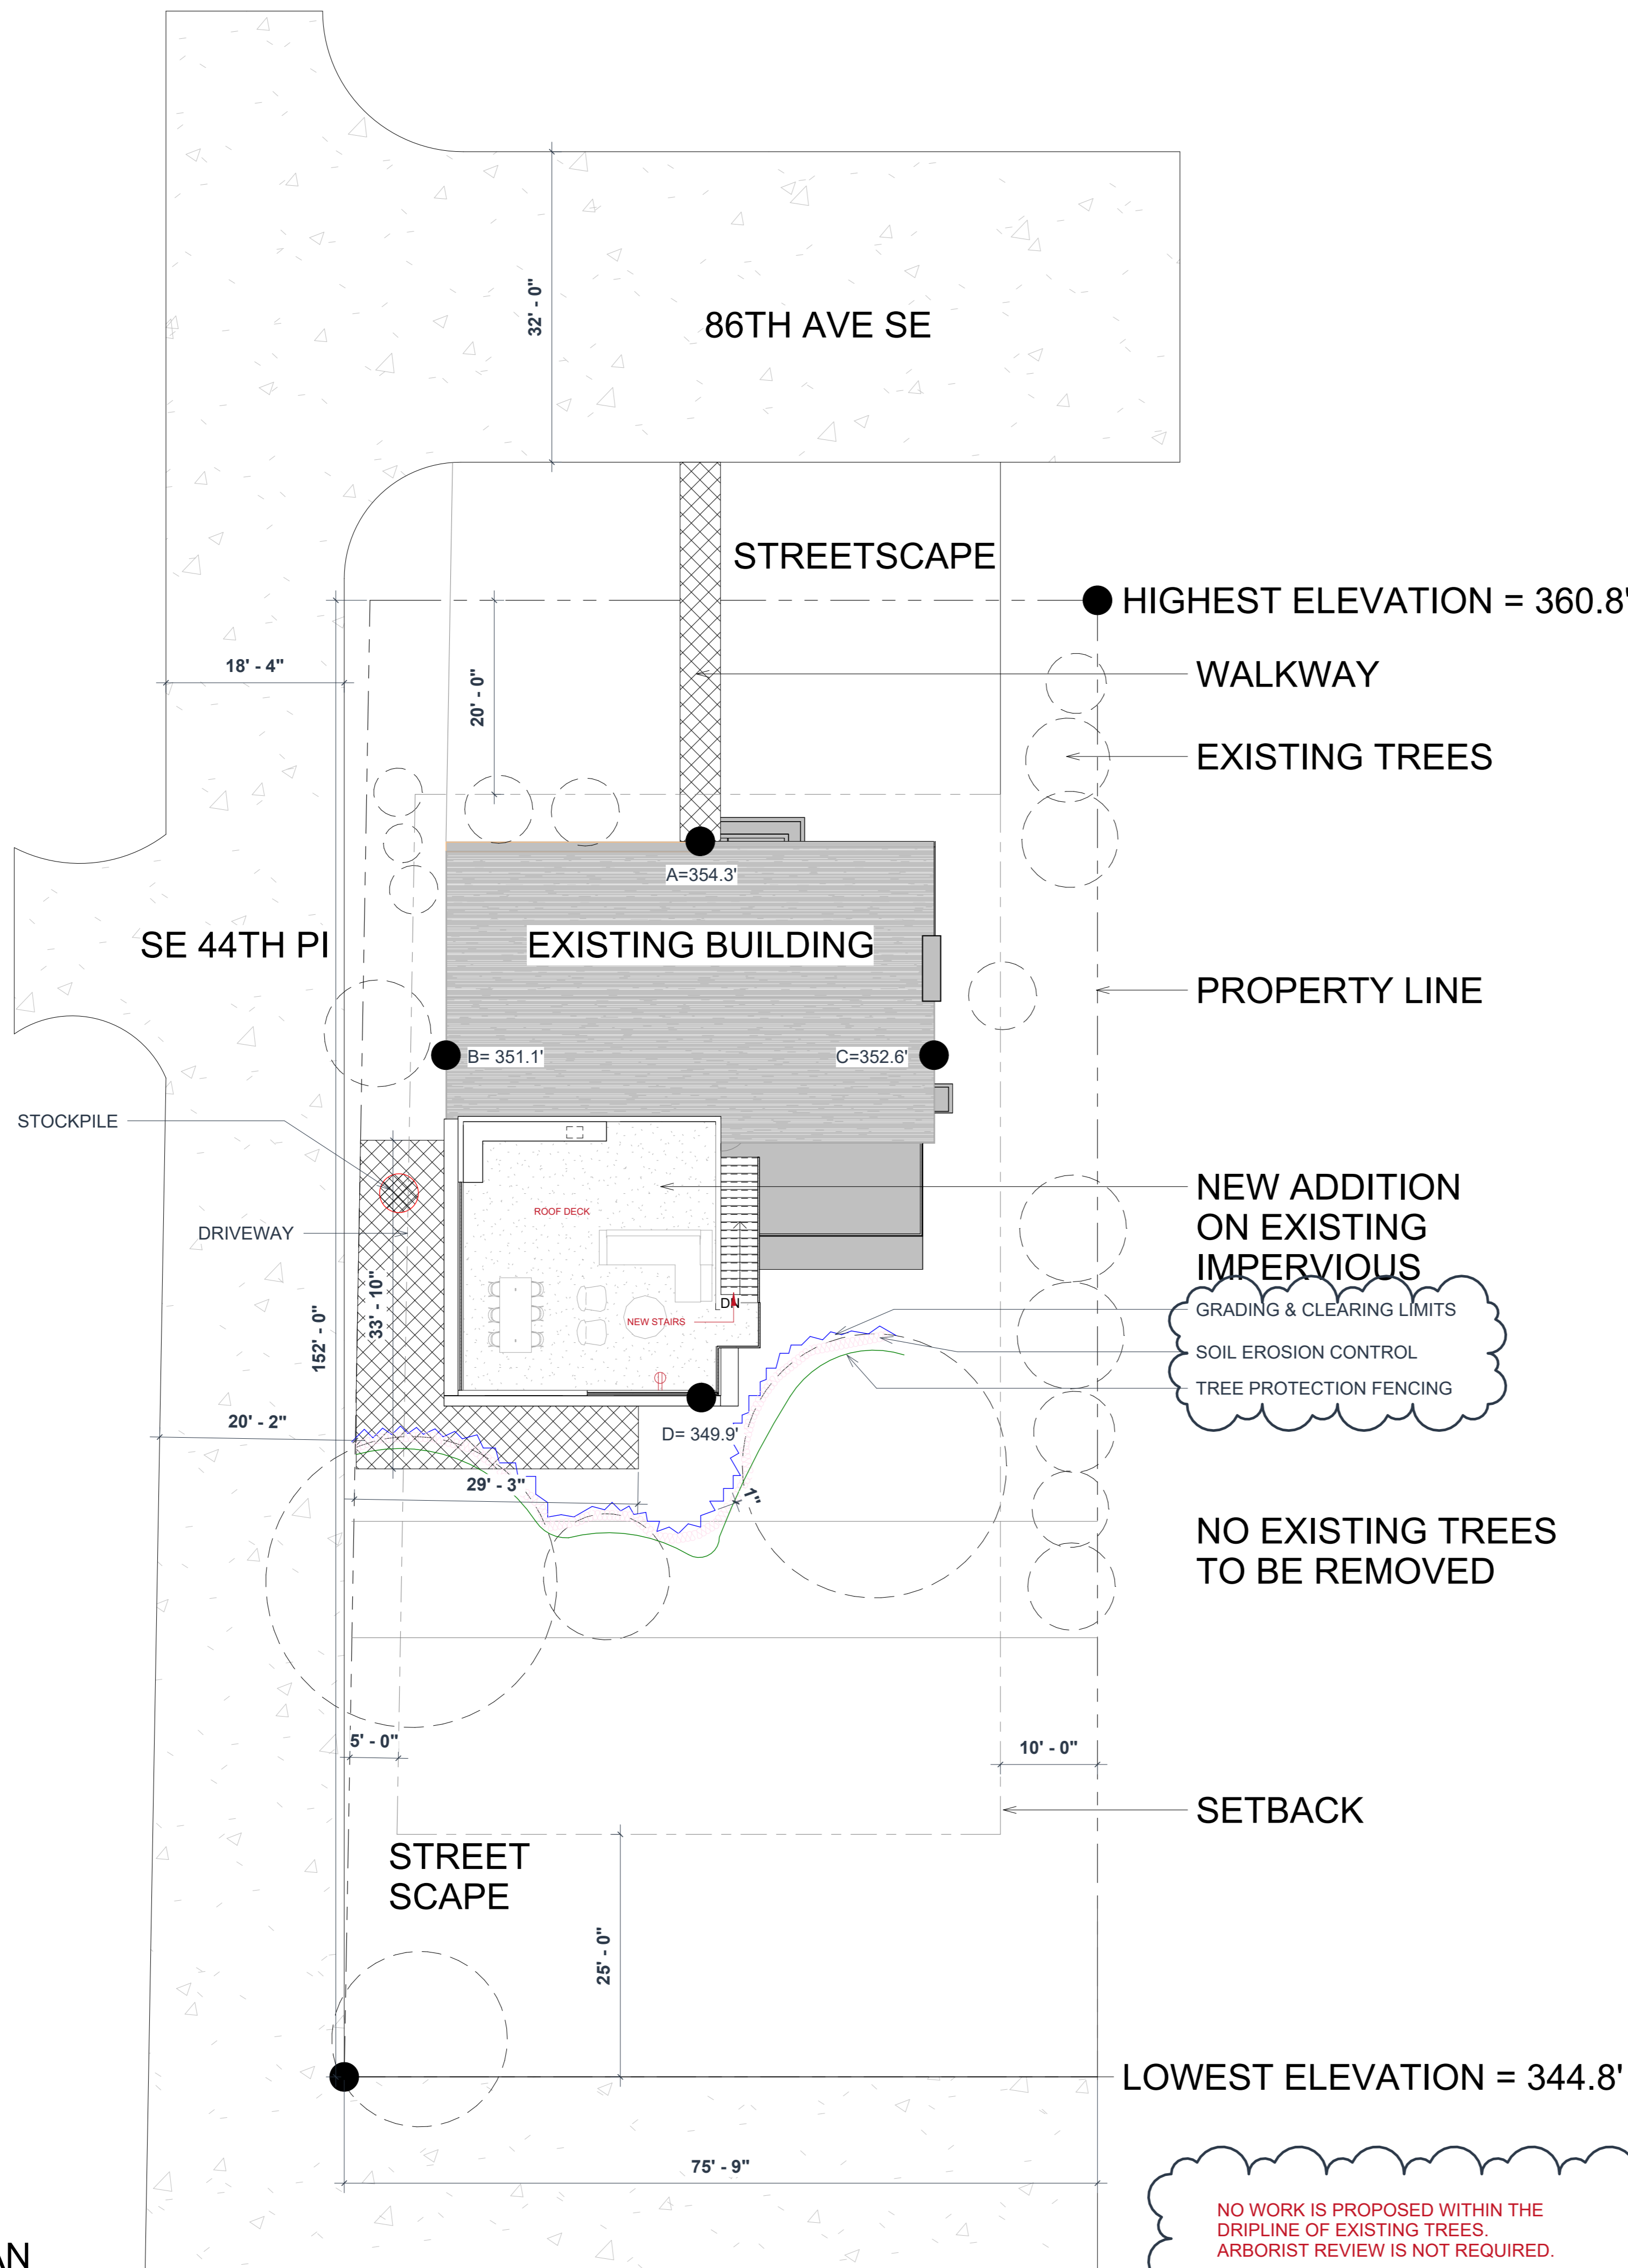 32' - 0"
86TH AVE SE
STREETSCAPE
HIGHEST ELEVATION = 360.8'
18' - 4"
20' - 0"
WALKWAY
EXISTING TREES
A=354.3'
SE 44TH Pl
EXISTING BUILDING
PROPERTY LINE
B= 351.1'
C=352.6'
STOCKPILE
NEW ADDITION
ON EXISTING
IMPERVIOUS
ROOF DECK
DRIVEWAY
33' - 10"
152' - 0"
DN
NEW STAIRS
GRADING & CLEARING LIMITS
SOIL EROSION CONTROL
TREE PROTECTION FENCING
20' - 2"
D= 349.9'
29' - 3"
1"
NO EXISTING TREES
TO BE REMOVED
5' - 0"
10' - 0"
SETBACK
STREET
SCAPE
25' - 0"
LOWEST ELEVATION = 344.8'
75' - 9"
NO WORK IS PROPOSED WITHIN THE
DRIPLINE OF EXISTING TREES.
ARBORIST REVIEW IS NOT REQUIRED.